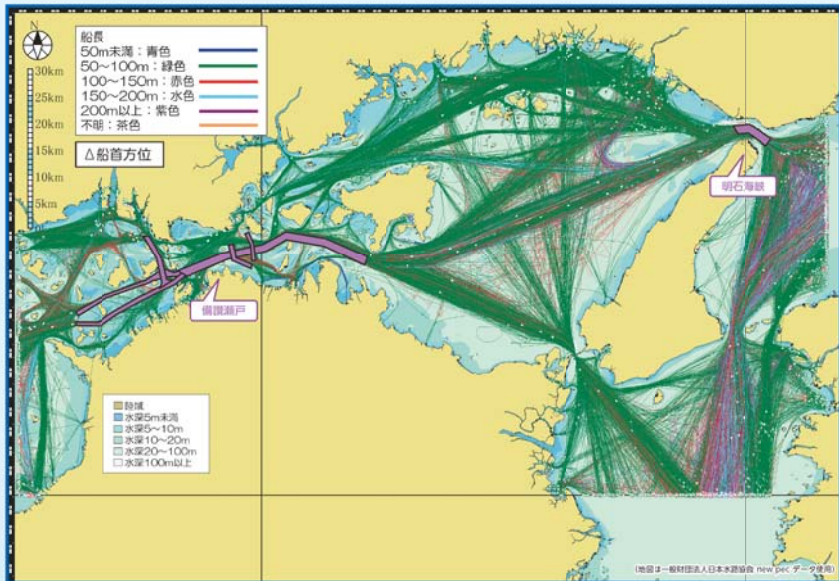 N
船長
50m未満：青色
50～100m：緑色
100～150m：赤色
150～200m：水色
200m以上：紫色
不明：茶色
△船首方位
30km
25km
20km
15km
10km
5km
0
明石海峡
備讃瀬戸
陸域
水深5m未満
水深5～10m
水深10～20m
水深20～100m
水深100m以上
(地図は一般財団法人日本水路協会 new pec データ使用)